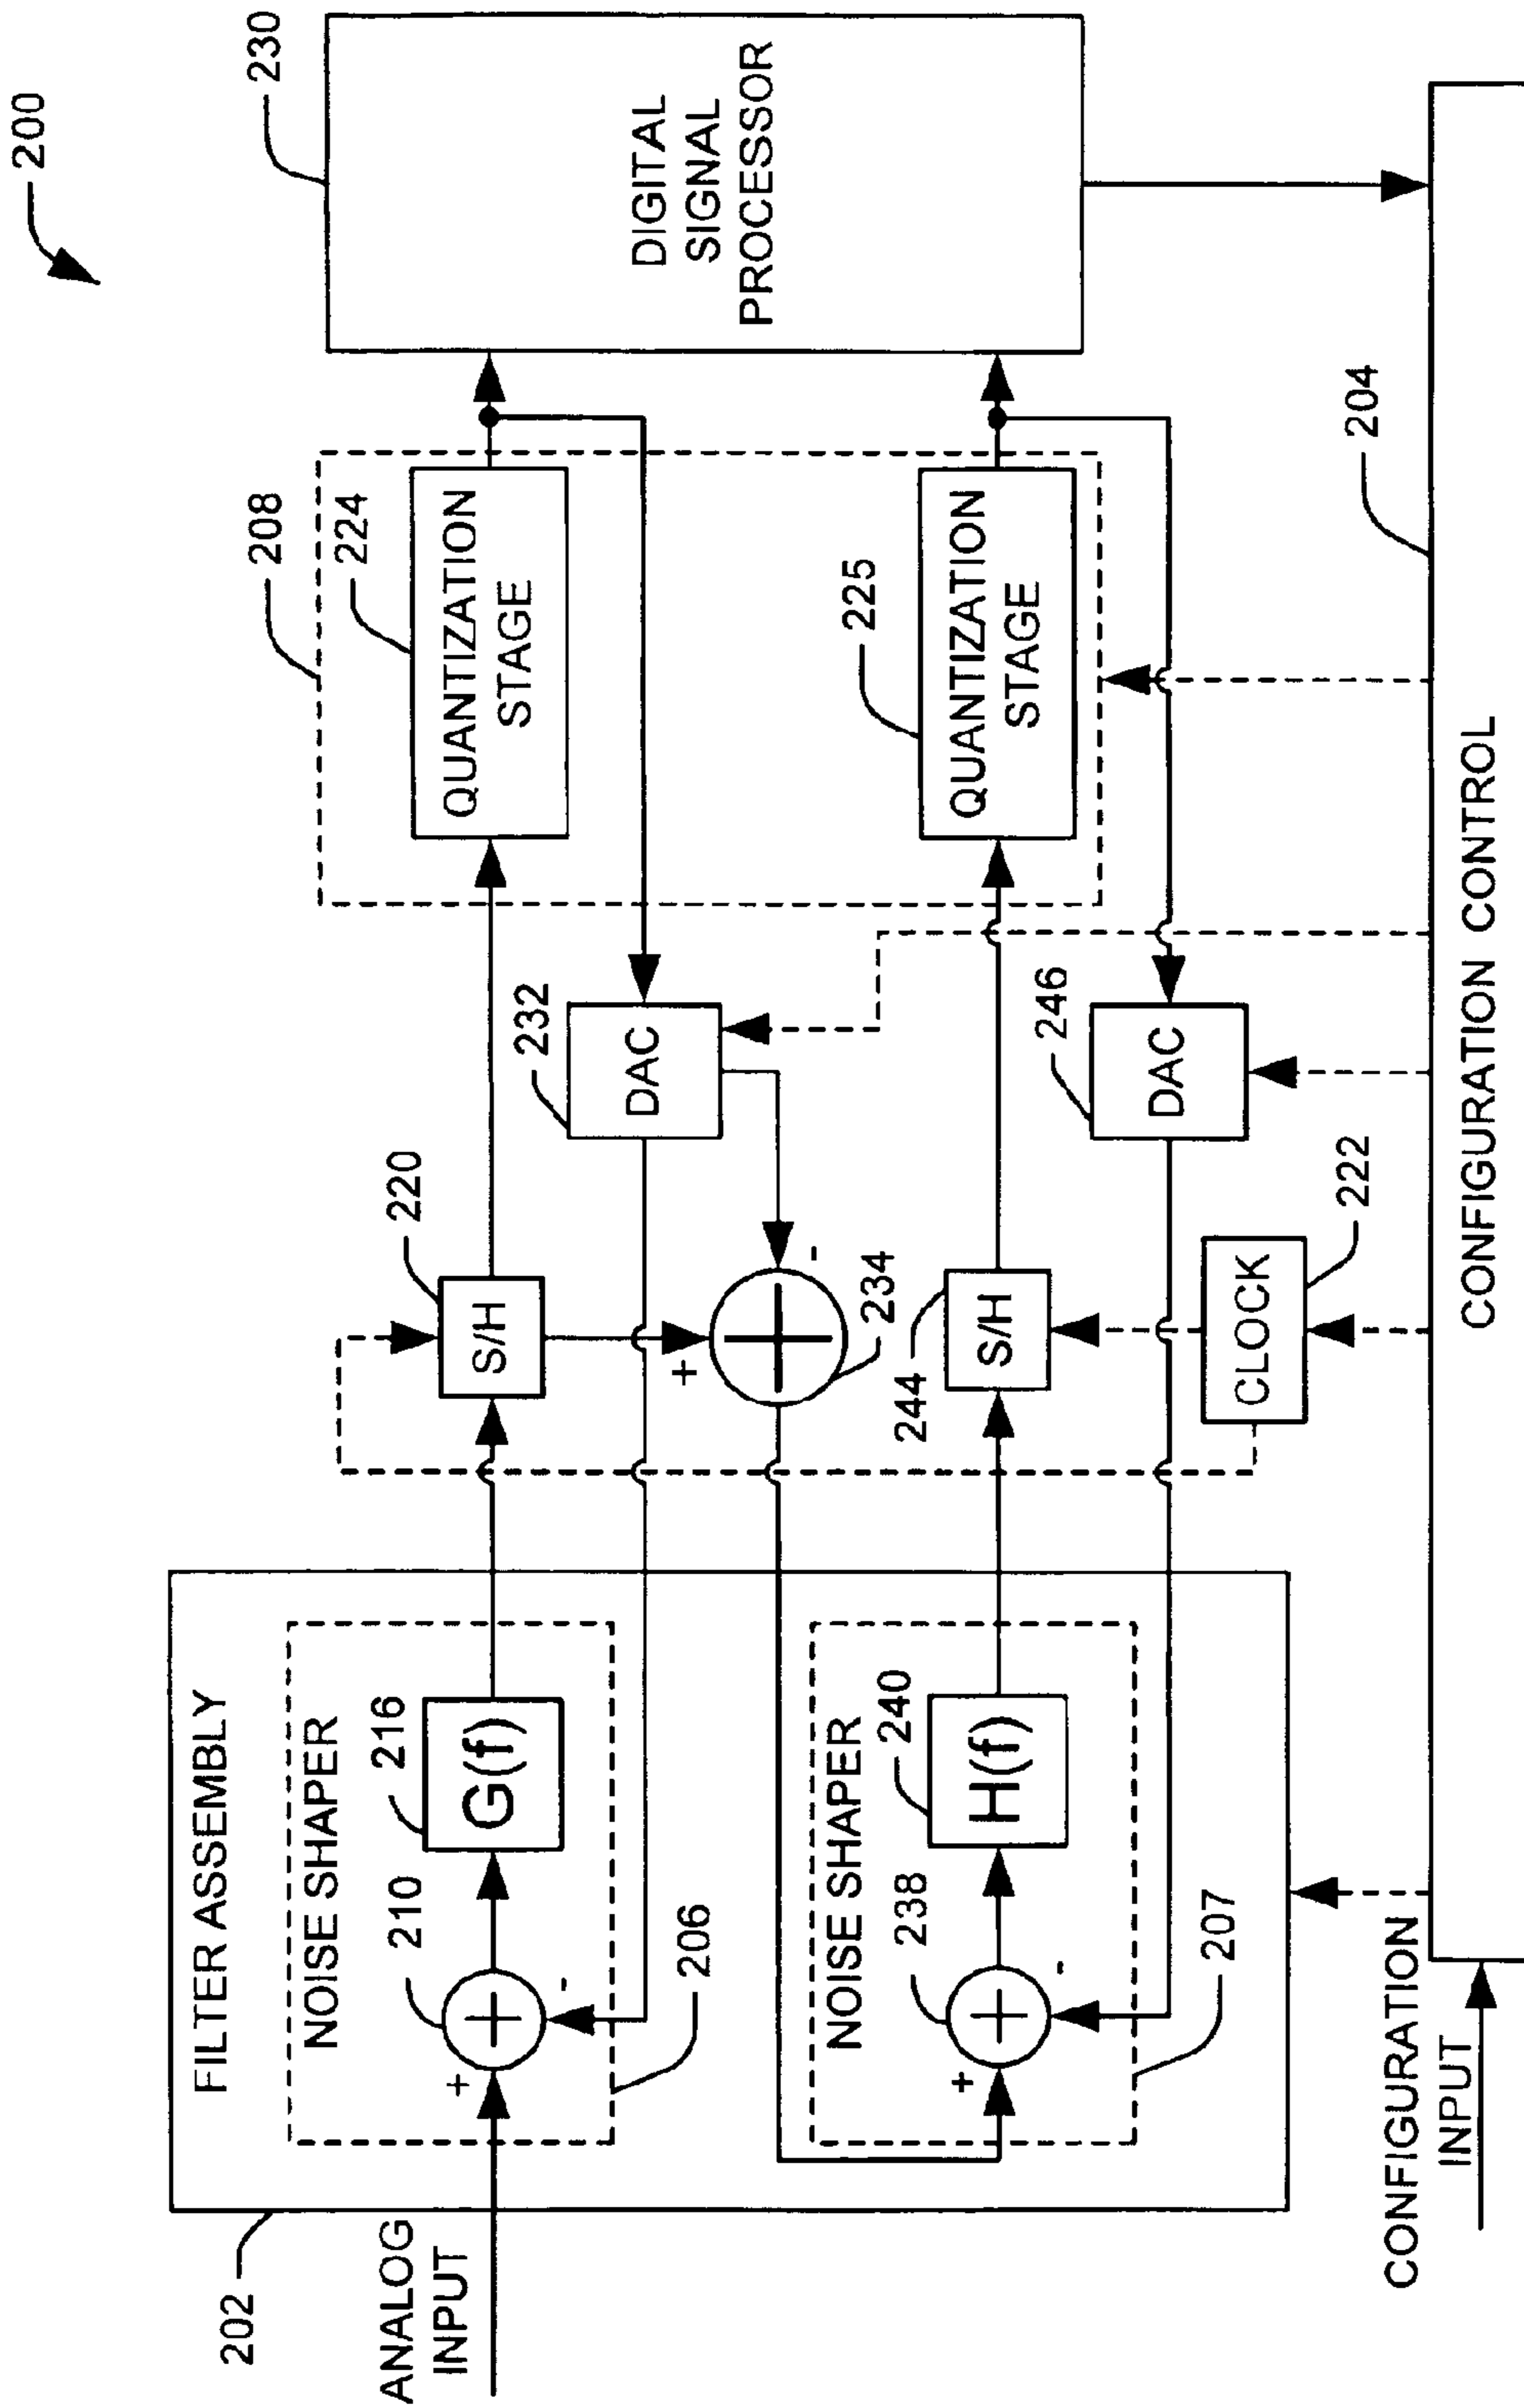 200
FILTER ASSEMBLY
202
NOISE SHAPER
210
216
G(f)
+
-
206
ANALOG
INPUT
220
S/H
208
224
QUANTIZATION
STAGE
230
DIGITAL
SIGNAL
PROCESSOR
232
DAC
+
-
234
NOISE SHAPER
238
240
H(f)
+
-
207
244
S/H
225
QUANTIZATION
STAGE
246
DAC
CLOCK
222
204
CONFIGURATION
INPUT
CONFIGURATION CONTROL